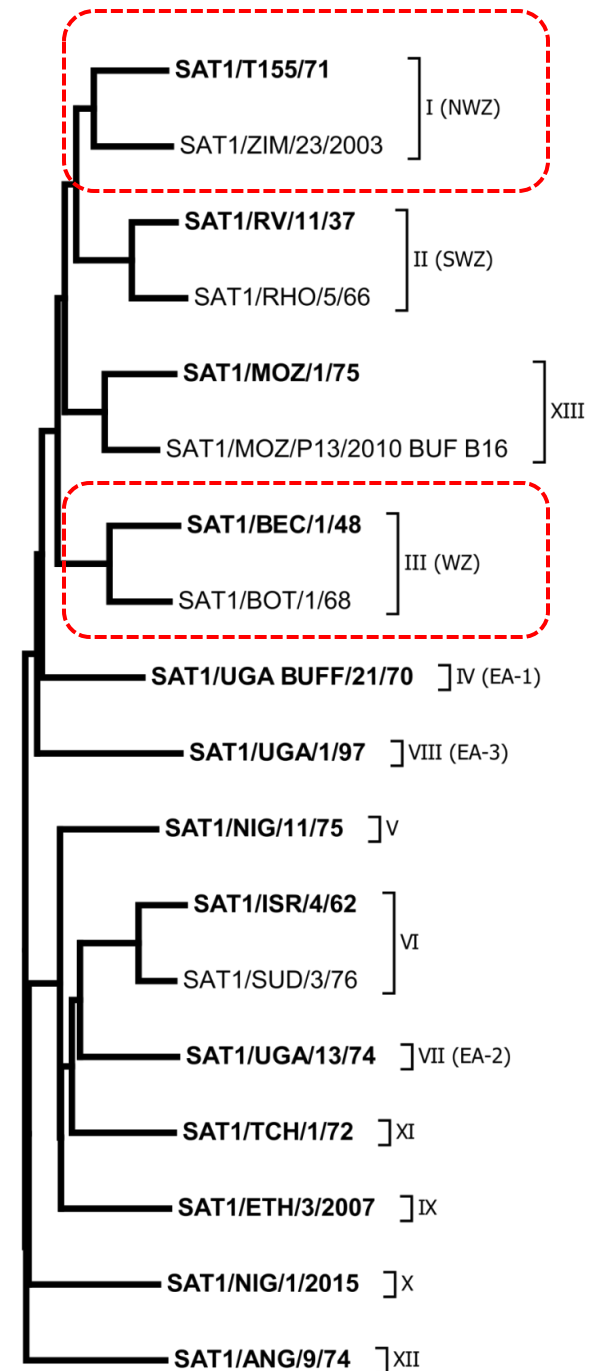 SAT1/T155/71
I (NWZ)
SAT1/ZIM/23/2003
SAT1/RV/11/37
II (SWZ)
SAT1/RHO/5/66
SAT1/MOZ/1/75
XIII
SAT1/MOZ/P13/2010 BUF B16
SAT1/BEC/1/48
III (WZ)
SAT1/BOT/1/68
SAT1/UGA BUFF/21/70 IV (EA-1)
SAT1/UGA/1/97 VIII (EA-3)
SAT1/NIG/11/75 V
SAT1/ISR/4/62
VI
SAT1/SUD/3/76
SAT1/UGA/13/74 VII (EA-2)
SAT1/TCH/1/72 XI
SAT1/ETH/3/2007 IX
SAT1/NIG/1/2015 X
SAT1/ANG/9/74 XII